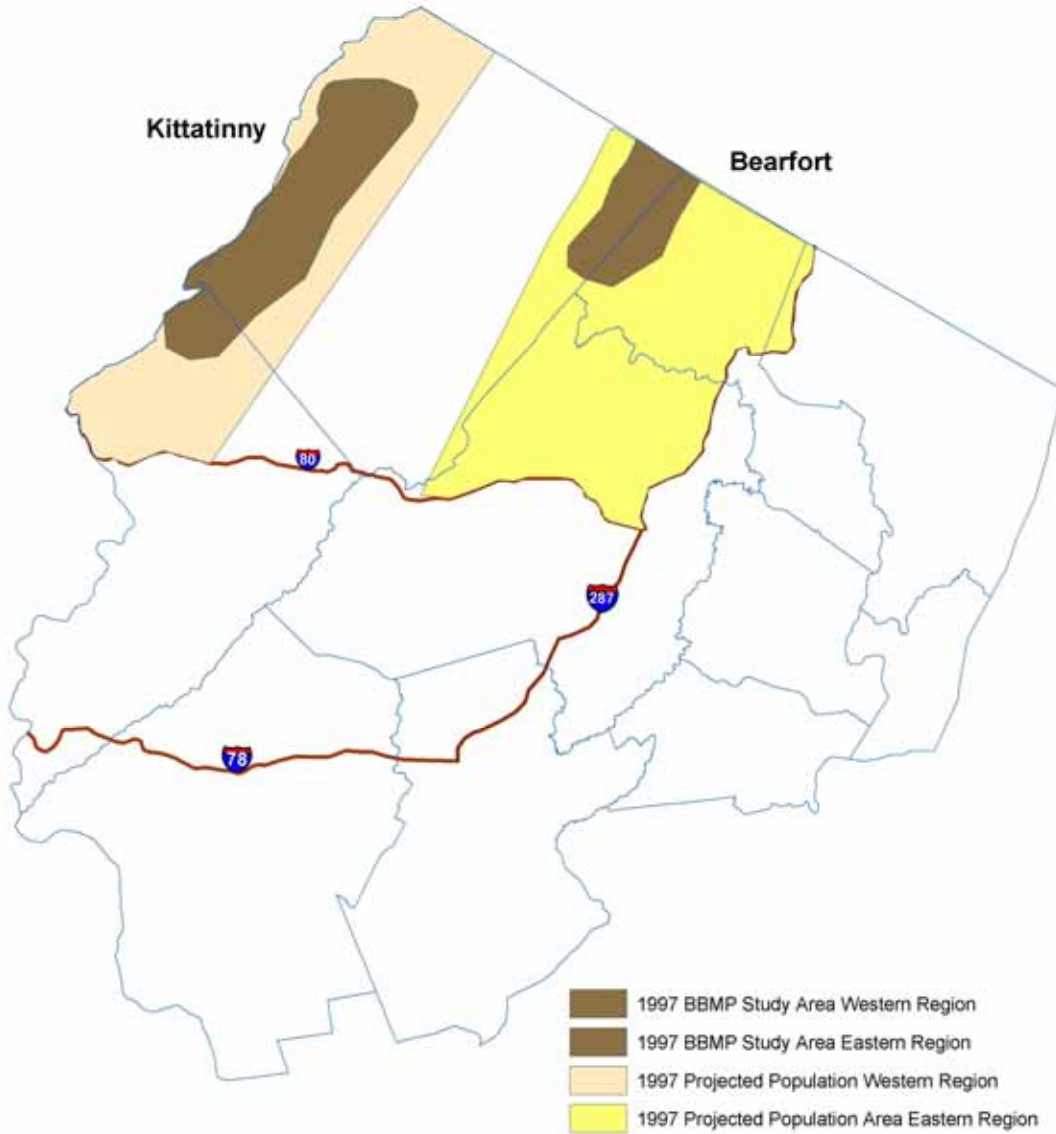 Kittatinny
Bearfort
80
287
78
1997 BBMP Study Area Western Region
1997 BBMP Study Area Eastern Region
1997 Projected Population Western Region
1997 Projected Population Area Eastern Region